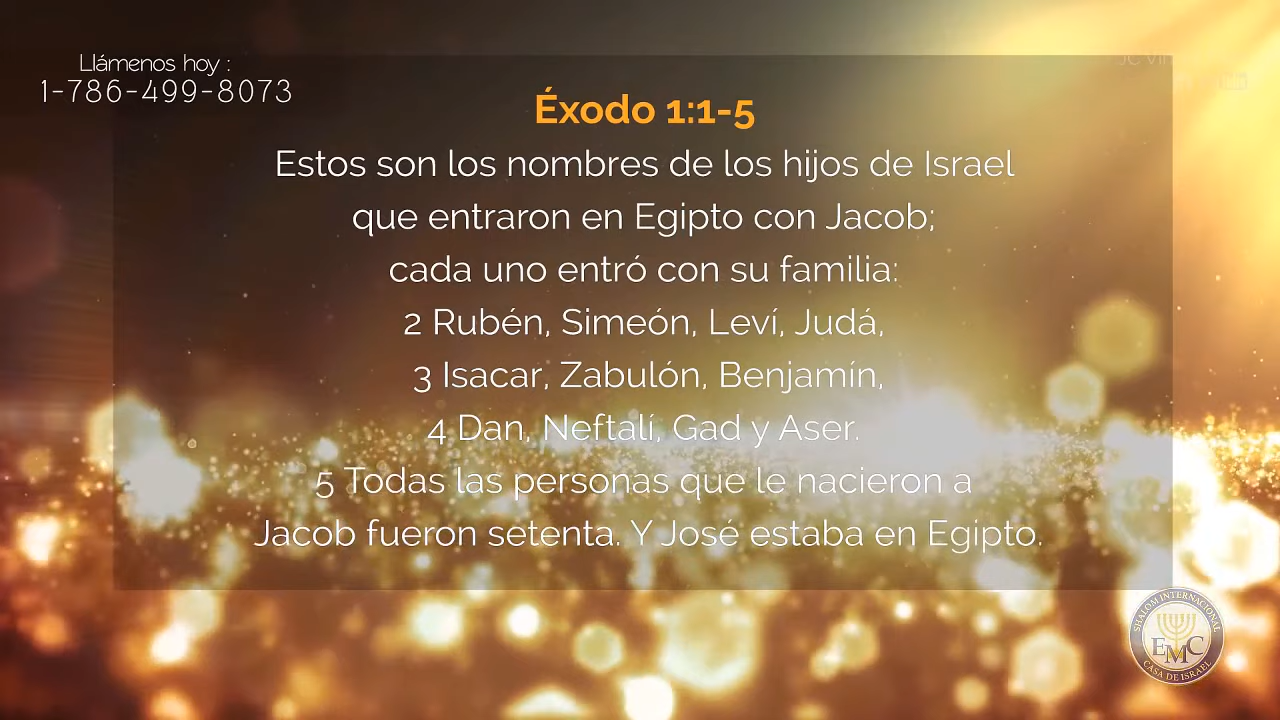 Llámenos hoy :
1-786-499-8073
Éxodo 1:1-5
Estos son los nombres de los hijos de Israel
que entraron en Egipto con Jacob;
cada uno entró con su familia:
2 Rubén, Simeón, Leví, Judá,
3 Isacar, Zabulón, Benjamín,
4 Dan, Neftalí, Gad y Aser.
5 Todas las personas que le nacieron a
Jacob fueron setenta. Y José estaba en Egipto.
SHALOM INTERNACIONAL
EMC
CASA DE ISRAEL